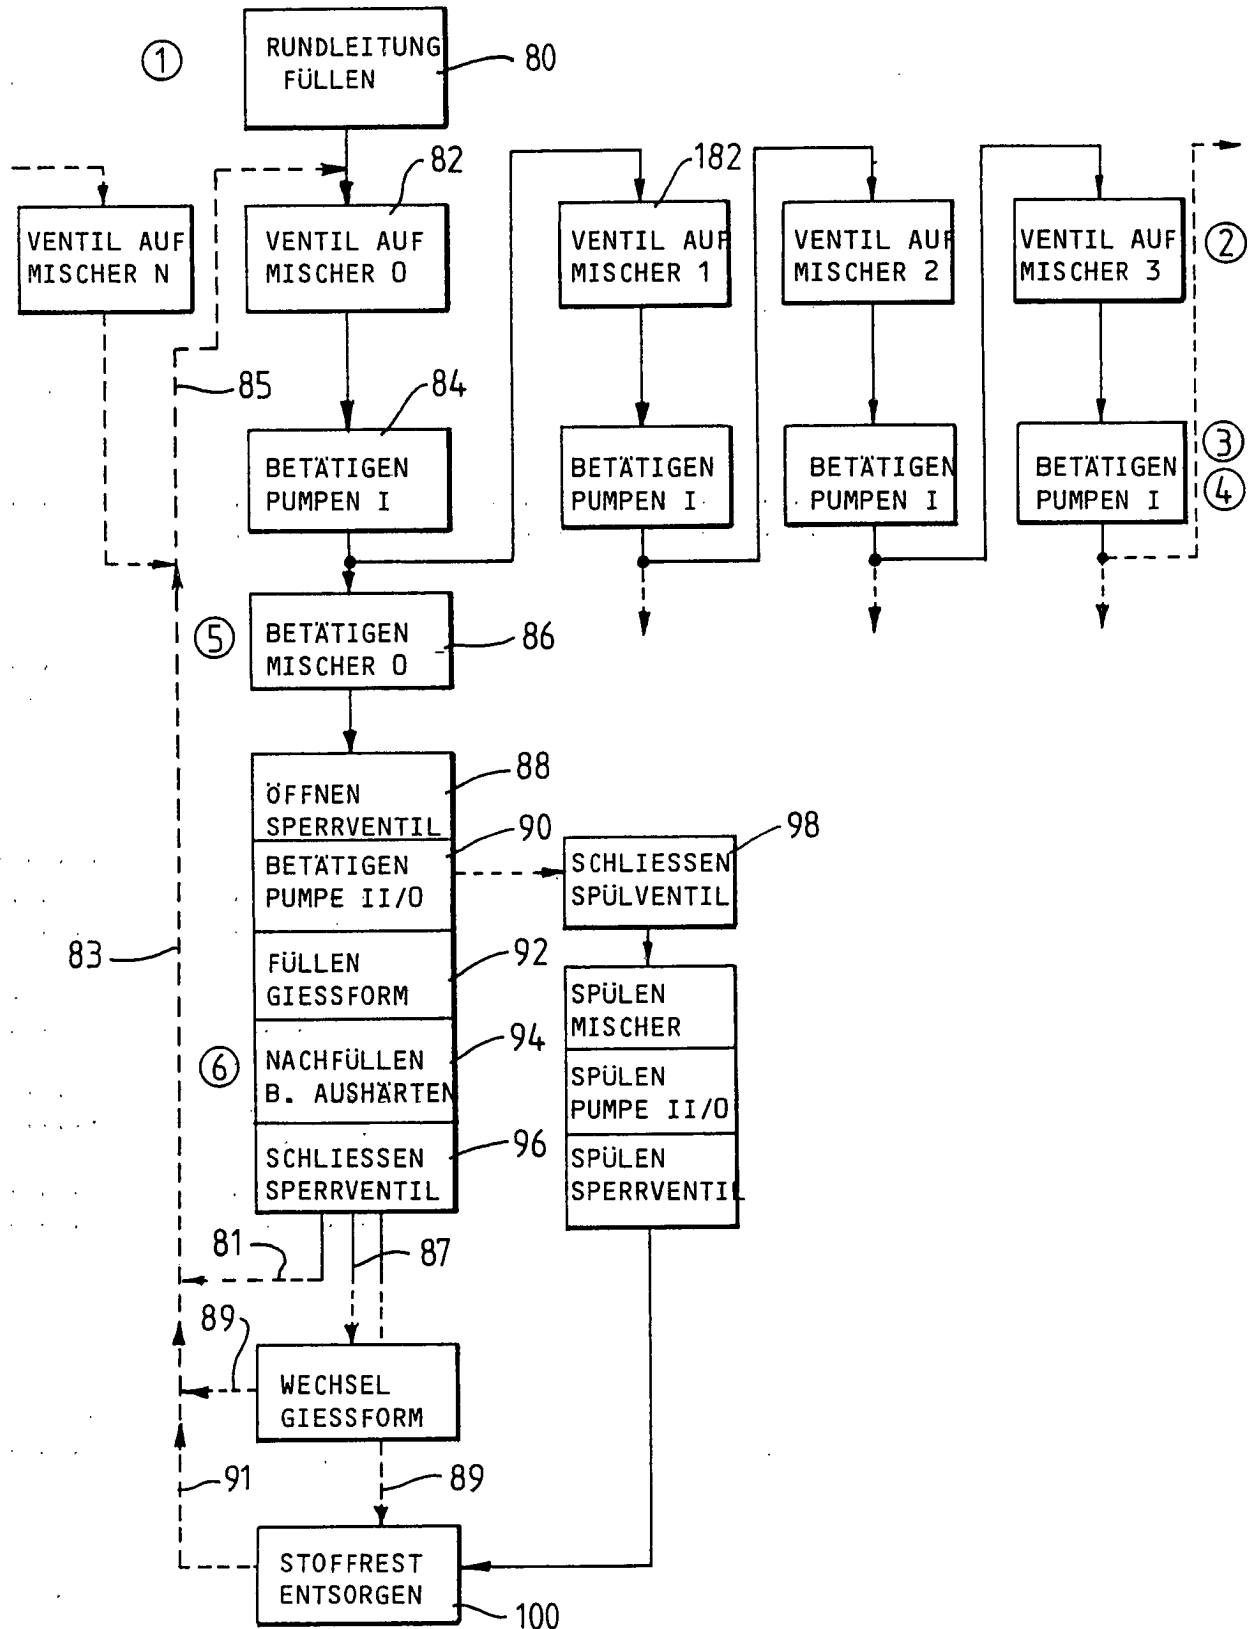 ①
RUNDLEITUNG
FÜLLEN
80
82
182
VENTIL AUF
MISCHER N
VENTIL AUF
MISCHER 0
VENTIL AUF
MISCHER 1
VENTIL AUF
MISCHER 2
VENTIL AUF
MISCHER 3
②
85
84
BETÄTIGEN
PUMPEN I
BETÄTIGEN
PUMPEN I
BETÄTIGEN
PUMPEN I
BETÄTIGEN
PUMPEN I
③
④
⑤
BETÄTIGEN
MISCHER 0
86
ÖFFNEN
SPERRVENTIL
88
BETÄTIGEN
PUMPE II/0
90
SCHLIESSEN
SPÜLVENTIL
98
83
FÜLLEN
GIESSFORM
92
SPÜLEN
MISCHER
⑥
NACHFÜLLEN
B. AUSHÄRTEN
94
SPÜLEN
PUMPE II/0
SCHLIESSEN
SPERRVENTIL
96
SPÜLEN
SPERRVENTIL
81
87
89
WECHSEL
GIESSFORM
91
89
STOFFREST
ENTSORGEN
100